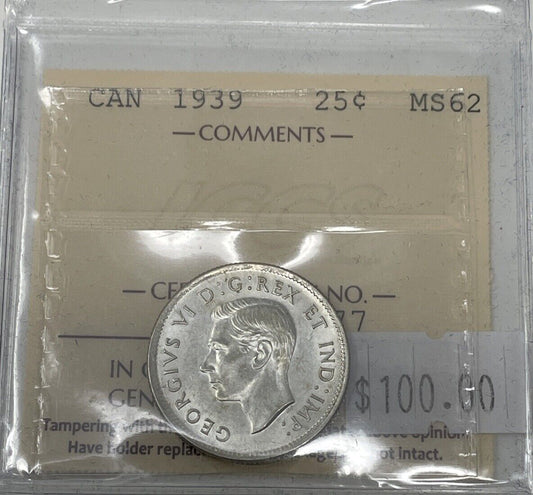 CAN 1939 25¢ MS62
— COMMENTS —
ICCS
— CE NO. —
77
GEORGIVS VI D:G:REX ET IND:IMP:
IN
GEN
$100.00
Tampering with opinion
Have holder replac not intact.